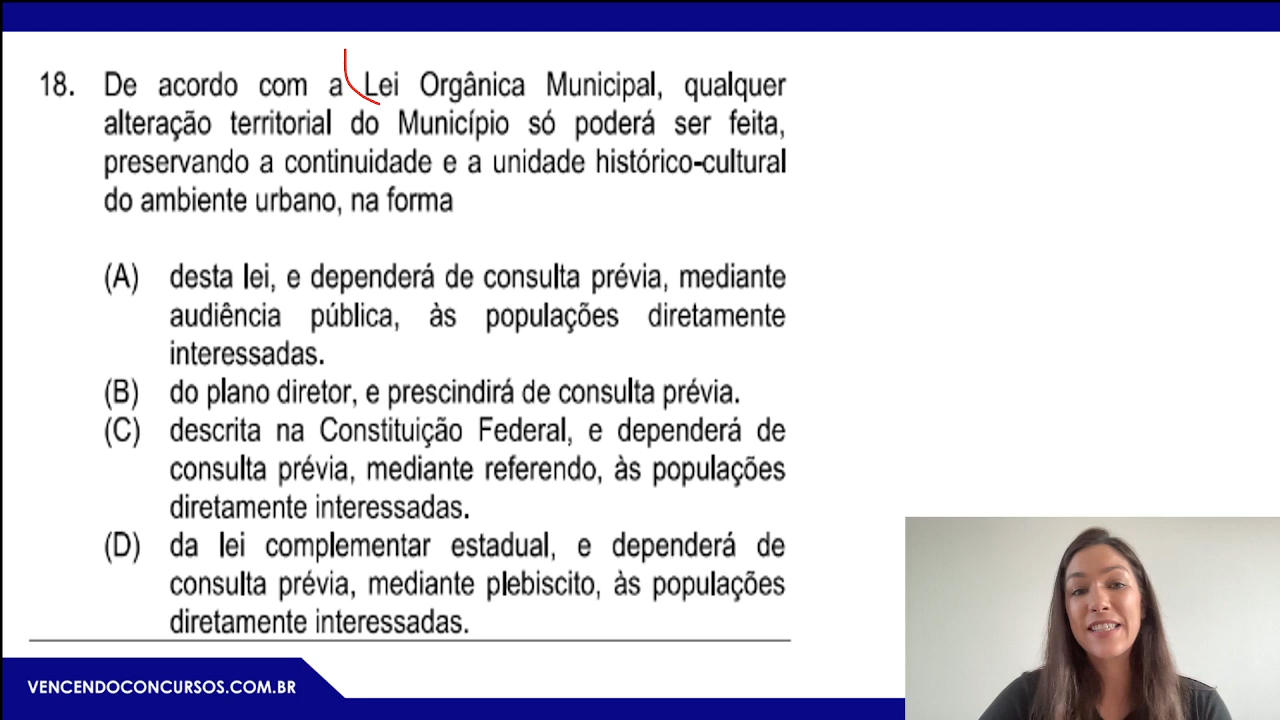 18. De acordo com a Lei Orgânica Municipal, qualquer
alteração territorial do Município só poderá ser feita,
preservando a continuidade e a unidade histórico-cultural
do ambiente urbano, na forma
(A) desta lei, e dependerá de consulta prévia, mediante
audiência pública, às populações diretamente
interessadas.
(B) do plano diretor, e prescindirá de consulta prévia.
(C) descrita na Constituição Federal, e dependerá de
consulta prévia, mediante referendo, às populações
diretamente interessadas.
(D) da lei complementar estadual, e dependerá de
consulta prévia, mediante plebiscito, às populações
diretamente interessadas.
VENCENDOCONCURSOS.COM.BR